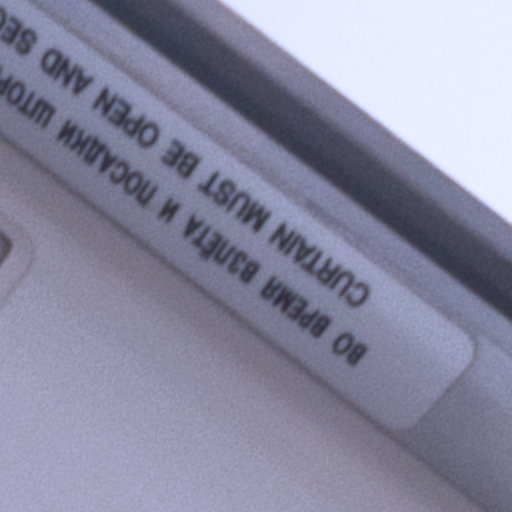 ВО ВРЕМЯ ВЗЛЁТА И ПОСАДКИ
CURTAIN MUST BE OPEN AND